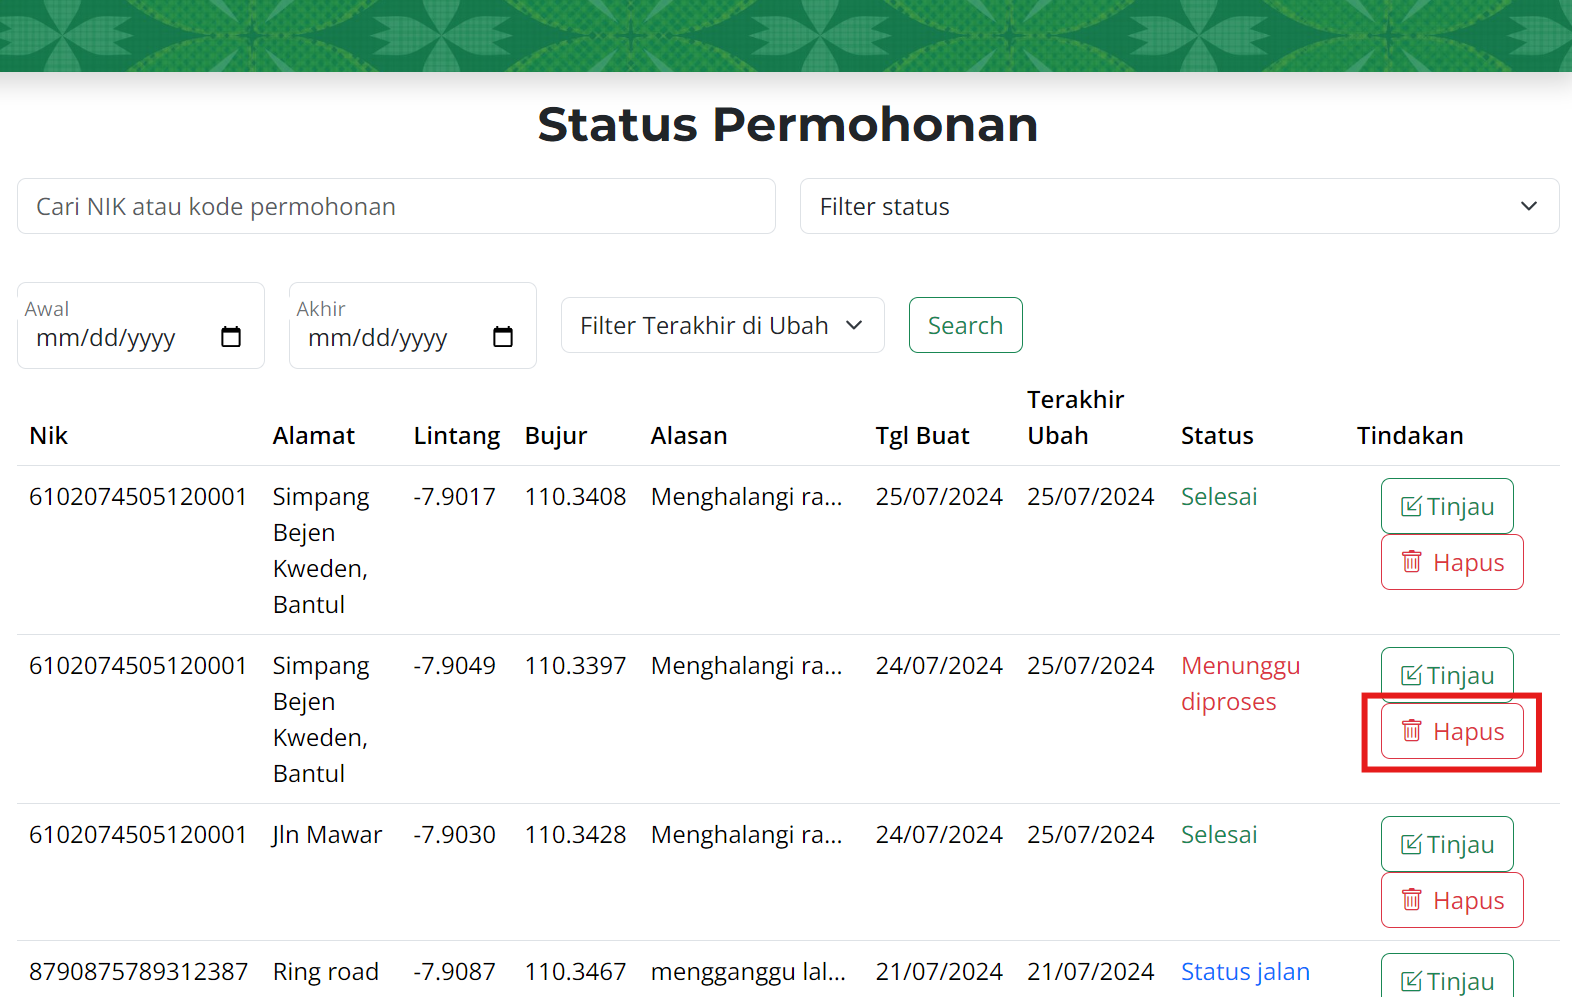 Status Permohonan
Cari NIK atau kode permohonan
Filter status
Awal
mm/dd/yyyy
Akhir
mm/dd/yyyy
Filter Terakhir di Ubah
Search
Nik Alamat Lintang Bujur Alasan Tgl Buat Terakhir Ubah Status Tindakan
6102074505120001 Simpang -7.9017 110.3408 Menghalangi ra... 25/07/2024 25/07/2024 Selesai Tinjau
Bejen
Kweden, Hapus
Bantul
6102074505120001 Simpang -7.9049 110.3397 Menghalangi ra... 24/07/2024 25/07/2024 Menunggu Tinjau
Bejen diproses
Kweden, Hapus
Bantul
6102074505120001 Jln Mawar -7.9030 110.3428 Menghalangi ra... 24/07/2024 25/07/2024 Selesai Tinjau
Hapus
8790875789312387 Ring road -7.9087 110.3467 mengganggu lal... 21/07/2024 21/07/2024 Status jalan Tinjau